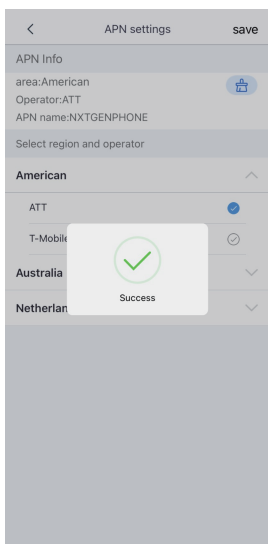 APN settings
save
APN Info
area:American
Operator:ATT
APN name:NXTGENPHONE
Select region and operator
American
ATT
T-Mobile
Australia
Netherlan
Success